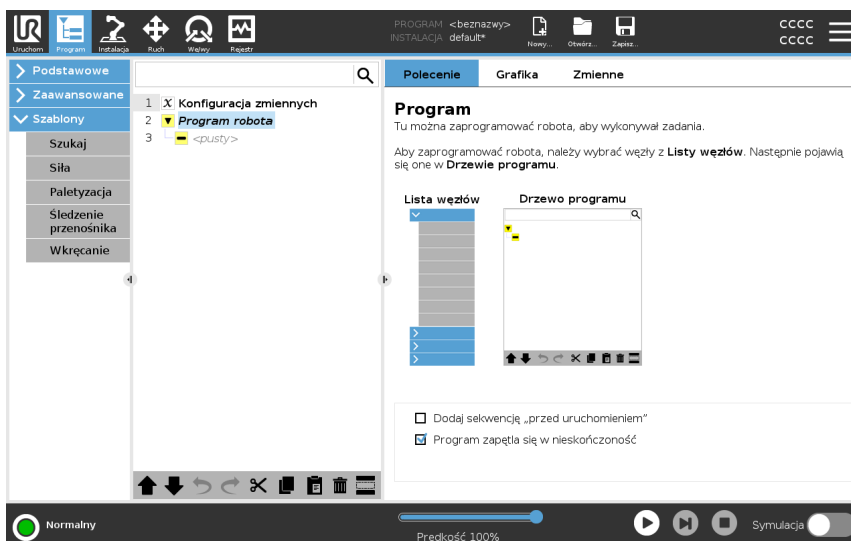 PROGRAM <beznazwy>
INSTALACJA default*
UR
Uruchom Program Instalacja Ruch We/wy Rejestr Nowy... Otwórz... Zapisz...
CCCC
CCCC
Podstawowe
Zaawansowane
Szablony
Szukaj
Siła
Paletyzacja
Śledzenie
przenośnika
Wkręcanie
1 X Konfiguracja zmiennych
2 Program robota
3 <pusty>
Polecenie Grafika Zmienne
Program
Tu można zaprogramować robota, aby wykonywał zadania.
Aby zaprogramować robota, należy wybrać węzły z Listy węzłów. Następnie pojawią
się one w Drzewie programu.
Lista węzłów Drzewo programu
Dodaj sekwencję „przed uruchomieniem”
Program zapętla się w nieskończoność
Normalny
Prędkość 100%
Symulacja